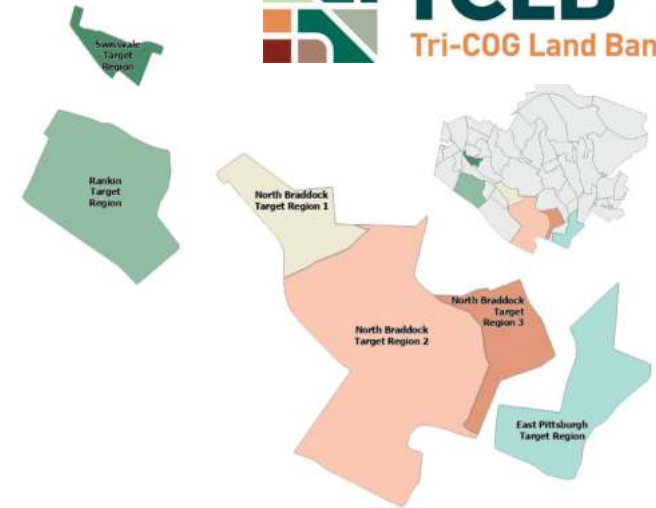 TCLB
Tri-COG Land Ban
Swissvale
Target
Region
Rankin
Target
Region
North Braddock
Target Region 1
North Braddock
Target Region 2
North Braddock
Target
Region 3
East Pittsburgh
Target Region